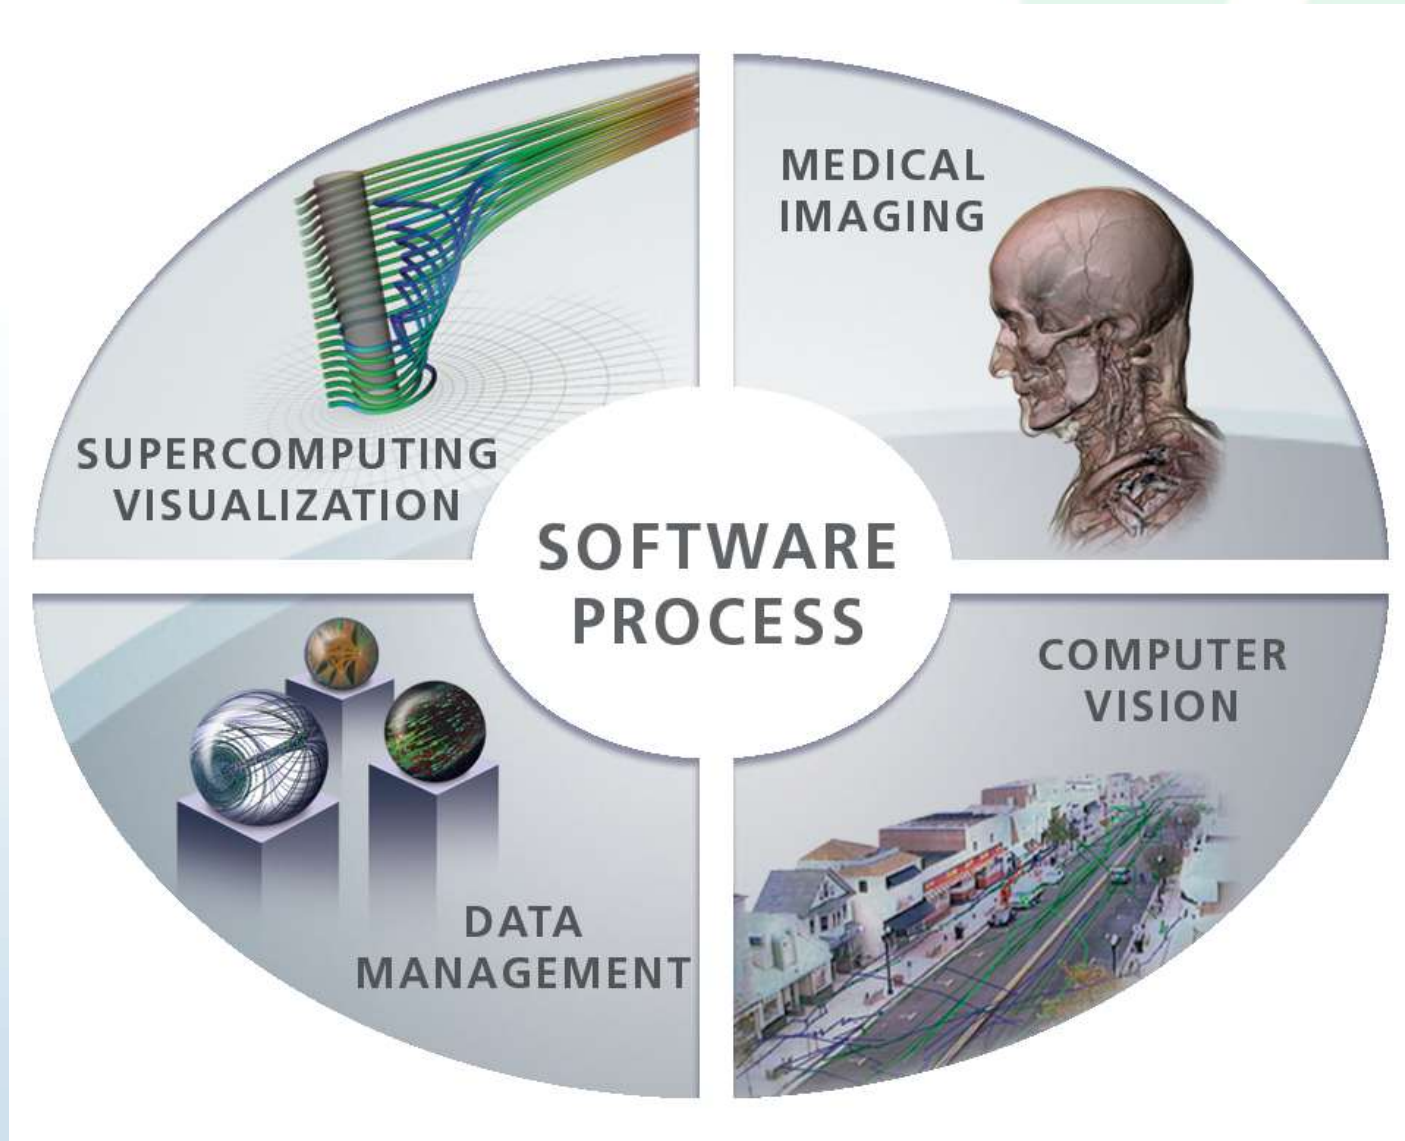 MEDICAL
IMAGING
SUPERCOMPUTING
VISUALIZATION
SOFTWARE
PROCESS
COMPUTER
VISION
DATA
MANAGEMENT